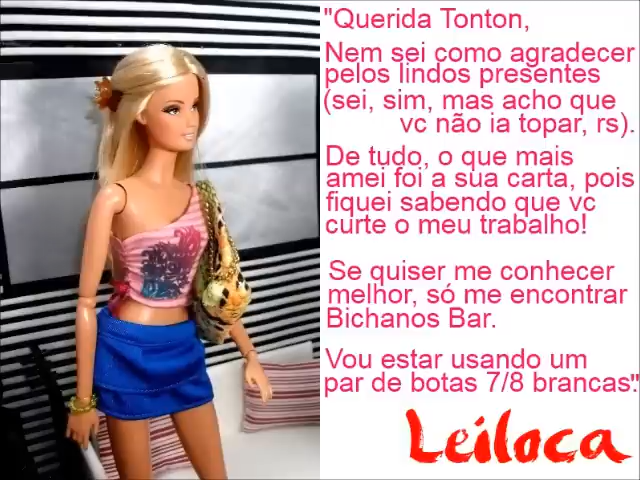 "Querida Tonton,
Nem sei como agradecer
pelos lindos presentes
(sei, sim, mas acho que
vc não ia topar, rs).
De tudo, o que mais
amei foi a sua carta, pois
fiquei sabendo que vc
curte o meu trabalho!
Se quiser me conhecer
melhor, só me encontrar
Bichanos Bar.
Vou estar usando um
par de botas 7/8 brancas."
Leiloca